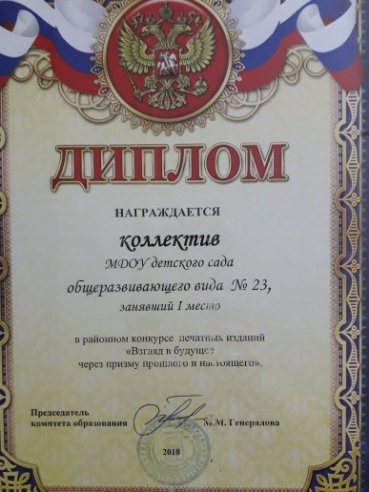 ДИПЛОМ
НАГРАЖДАЕТСЯ
коллектив
МДОУ детского сада
общеразвивающего вида № 23,
занявший I место
в районном конкурсе печатных изданий
«Взгляд в будущее
через призму прошлого и настоящего».
Председатель
комитета образования М.М. Генералова
2018